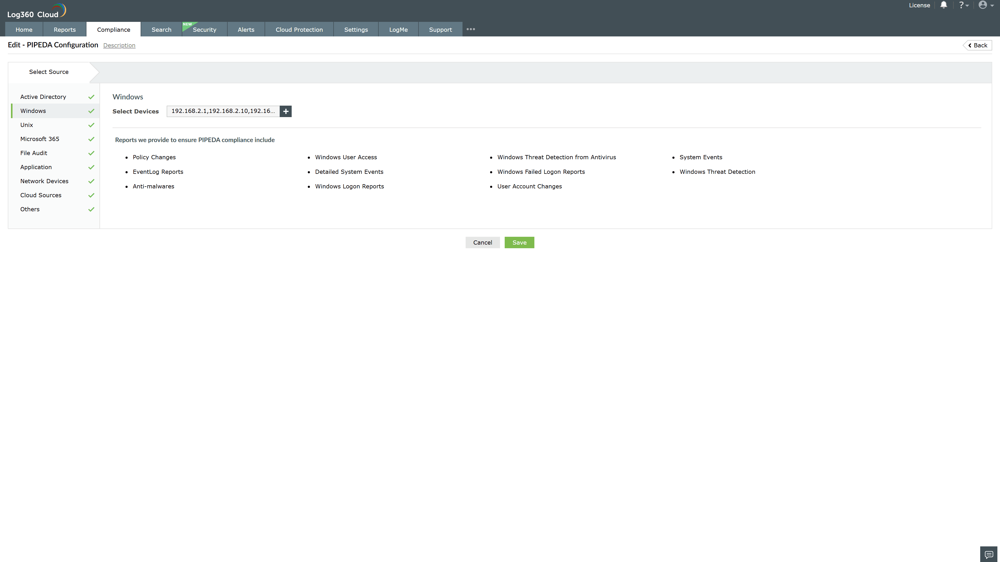 License
?
Log360 Cloud
Home Reports Compliance Search NEW Security Alerts Cloud Protection Settings LogMe Support
Edit - PIPEDA Configuration Description Back
Select Source
Active Directory
Windows
Unix
Microsoft 365
File Audit
Application
Network Devices
Cloud Sources
Others
Windows
Select Devices 192.168.2.1,192.168.2.10,192.16...
Reports we provide to ensure PIPEDA compliance include
Policy Changes Windows User Access Windows Threat Detection from Antivirus System Events
EventLog Reports Detailed System Events Windows Failed Logon Reports Windows Threat Detection
Anti-malwares Windows Logon Reports User Account Changes
Cancel Save